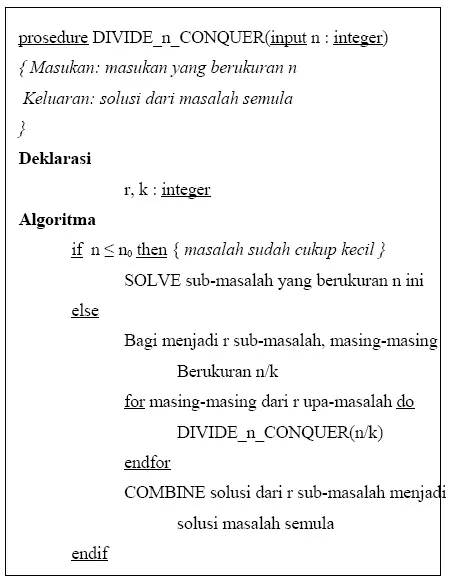 prosedure DIVIDE_n_CONQUER(input n : integer)
{ Masukan: masukan yang berukuran n
Keluaran: solusi dari masalah semula
}
Deklarasi
r, k : integer
Algoritma
if n ≤ n₀ then { masalah sudah cukup kecil }
SOLVE sub-masalah yang berukuran n ini
else
Bagi menjadi r sub-masalah, masing-masing
Berukuran n/k
for masing-masing dari r upa-masalah do
DIVIDE_n_CONQUER(n/k)
endfor
COMBINE solusi dari r sub-masalah menjadi
solusi masalah semula
endif